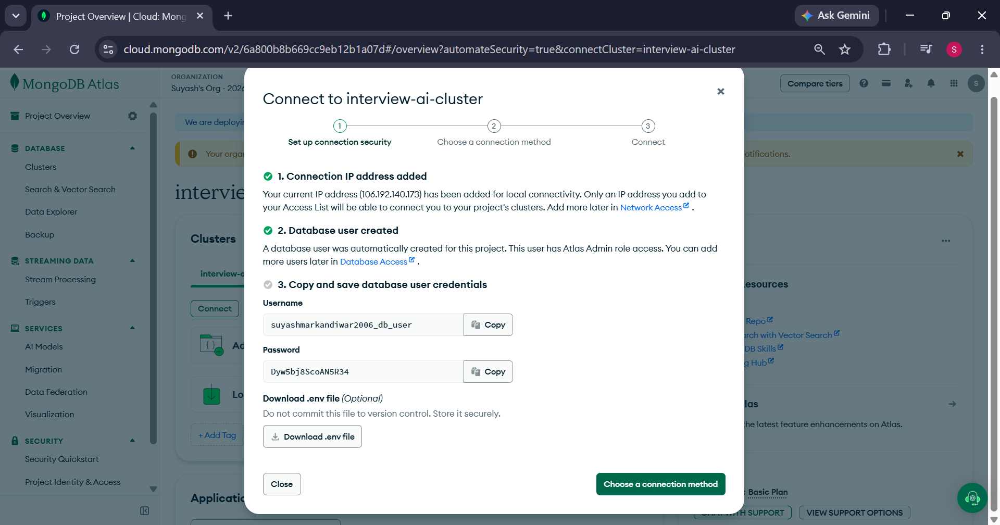 Project Overview | Cloud: Mong
Ask Gemini
cloud.mongodb.com/v2/6a800b8b669cc9eb12b1a07d#/overview?automateSecurity=true&connectCluster=interview-ai-cluster
S
MongoDB Atlas
ORGANIZATION
Suyash's Org - 2026
Compare tiers
S
Project Overview
DATABASE
Clusters
Search & Vector Search
Data Explorer
Backup
STREAMING DATA
Stream Processing
Triggers
SERVICES
AI Models
Migration
Data Federation
Visualization
SECURITY
Security Quickstart
Project Identity & Access
We are deployin
Your orga
otifications.
intervie
Clusters
interview-a
Connect
Ad
Lo
+ Add Tag
Applicatio
Connect to interview-ai-cluster
1
2
3
Set up connection security
Choose a connection method
Connect
1. Connection IP address added
Your current IP address (106.192.140.173) has been added for local connectivity. Only an IP address you add to
your Access List will be able to connect you to your project's clusters. Add more later in Network Access .
2. Database user created
A database user was automatically created for this project. This user has Atlas Admin role access. You can add
more users later in Database Access .
3. Copy and save database user credentials
Username
suyashmarkandiwar2006_db_user
Copy
Password
Dyw5bj8ScoAN5R34
Copy
Download .env file (Optional)
Do not commit this file to version control. Store it securely.
Download .env file
Close
Choose a connection method
esources
Repo
rch with Vector Search
DB Skills
g Hub
las
the latest feature enhancements on Atlas.
: Basic Plan
CHAT WITH SUPPORT
VIEW SUPPORT OPTIONS